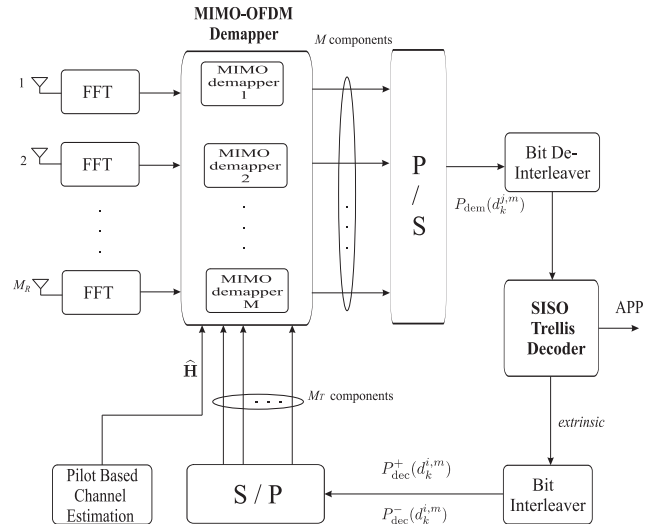 MIMO-OFDM
Demapper
M components
1
FFT
MIMO
demapper
1
2
FFT
MIMO
demapper
2
P
/
S
Bit De-
Interleaver
P_dem(d_k^{j,m})
. . .
M_R
FFT
MIMO
demapper
M
SISO
Trellis
Decoder
APP
Ĥ
M_T components
extrinsic
Pilot Based
Channel
Estimation
S / P
P_dec^+(d_k^{i,m})
P_dec^-(d_k^{i,m})
Bit
Interleaver